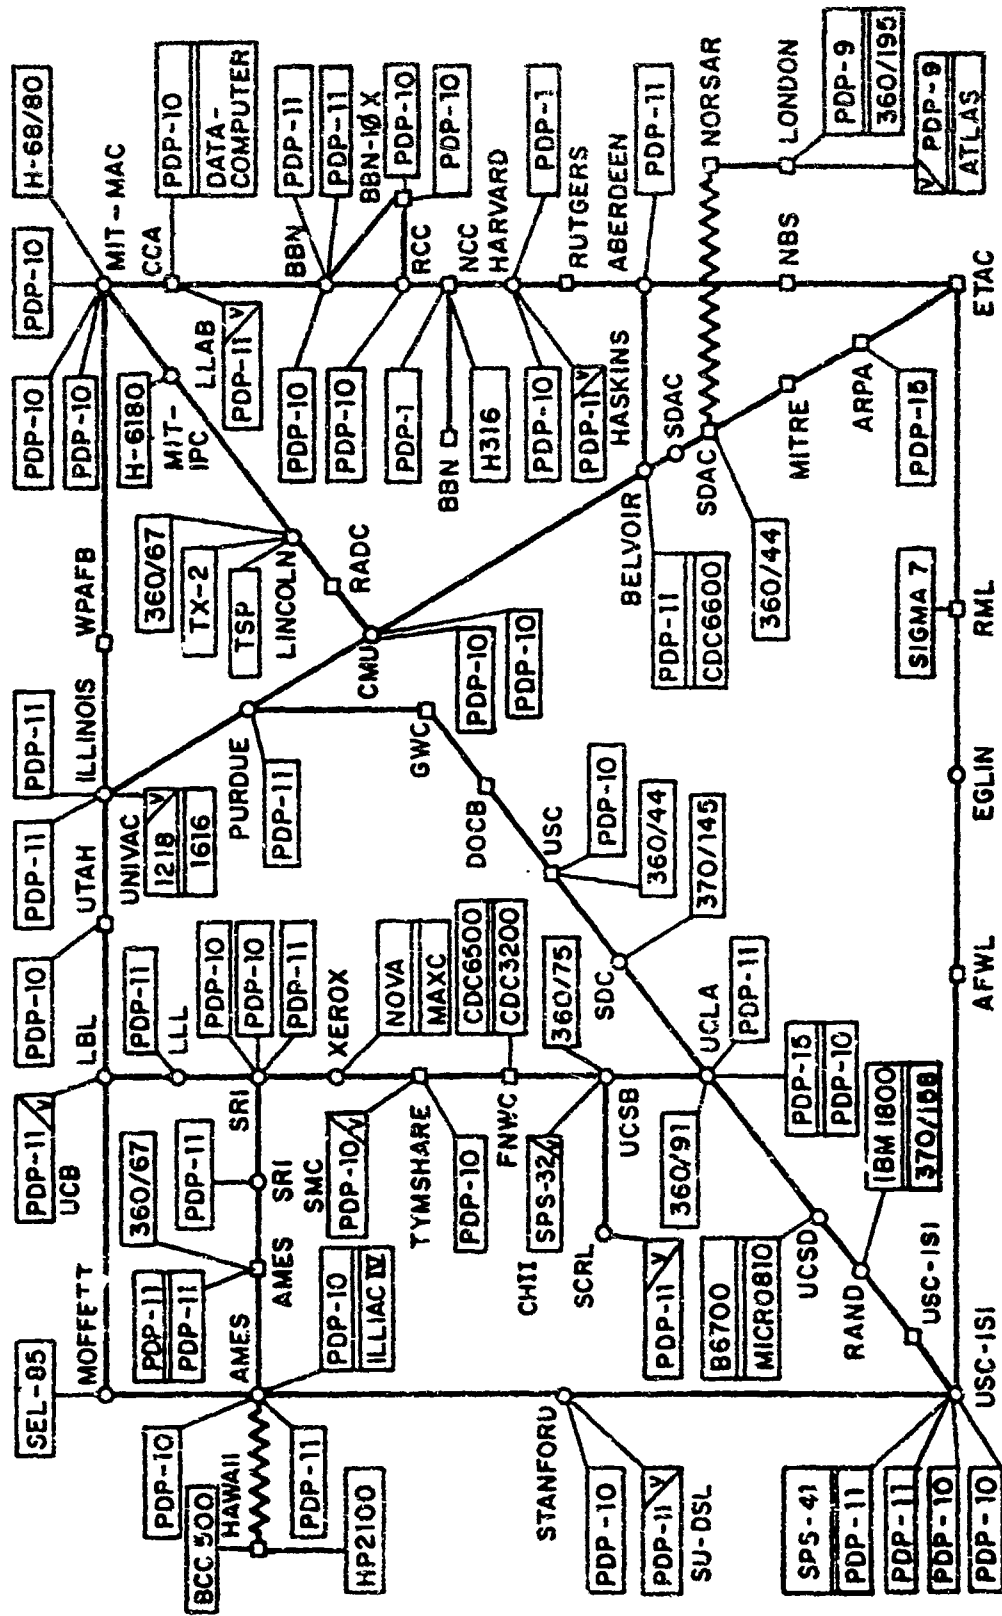 SEL-85
MOFFETT
PDP-11 V
UCB
LBL
PDP-10
UTAH
PDP-11
PDP-11
ILLINOIS
WPAFB
PDP-10
PDP-10
PDP-10
H-68/80
MIT-MAC
PDP-10
BCC 500
HAWAII
PDP-11
HP2100
AMES
PDP-11
PDP-11
360/67
AMES
PDP-11
SRI
PDP-11
LLL
SRI
PDP-10
PDP-10
PDP-11
UNIVAC
1218 V
1616
PURDUE
PDP-11
360/67
TX-2
TSP
LINCOLN
RADC
H-6180
MIT-
IPC
LLAB
PDP-11 V
CCA
PDP-10
DATA-
COMPUTER
PDP-10
ILLIAC IV
SMC
PDP-10 V
XEROX
NOVA
MAXC
TYMSHARE
PDP-10
CMU
PDP-10
PDP-10
GWC
PDP-10
BBN
PDP-11
PDP-11
BBN-10X
PDP-10
PDP-10
PDP-10
RCC
PDP-1
NCC
BBN
H316
FNWC
CDC6500
CDC3200
DOCB
USC
PDP-10
360/44
HARVARD
PDP-1
PDP-10
PDP-11 V
RUTGERS
HASKINS
STANFORD
PDP-10
PDP-11 V
SU-DSL
CHII
SPS-32 V
360/75
SCRL
PDP-11 V
UCSB
SDC
370/145
BELVOIR
PDP-11
CDC6600
SDAC
SDAC
360/44
ABERDEEN
PDP-11
NORSAR
360/91
UCLA
PDP-11
PDP-15
PDP-10
B6700
MICRO810
UCSD
MITRE
NBS
LONDON
PDP-9
360/195
V PDP-9
ATLAS
SPS-41
PDP-11
PDP-11
PDP-10
PDP-10
RAND
IBM 1800
USC-ISI
ARPA
PDP-15
SIGMA 7
USC-ISI
AFWL
EGLIN
RML
ETAC